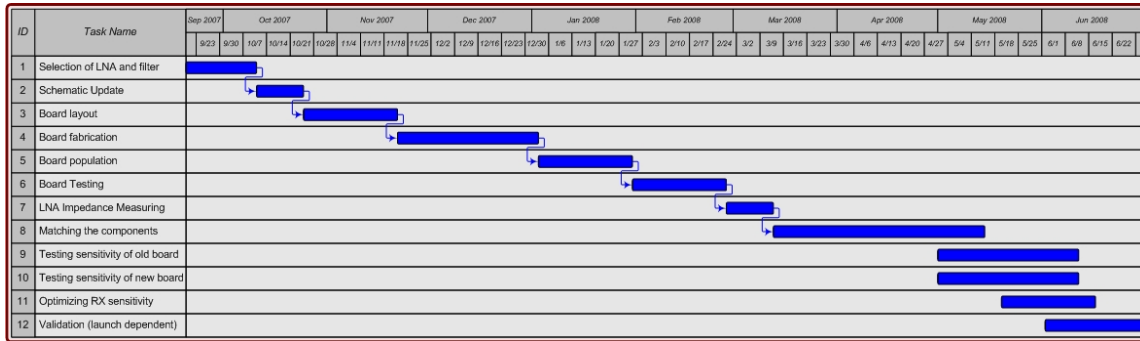 ID Task Name Sep 2007 Oct 2007 Nov 2007 Dec 2007 Jan 2008 Feb 2008 Mar 2008 Apr 2008 May 2008 Jun 2008
9/23 9/30 10/7 10/14 10/21 10/28 11/4 11/11 11/18 11/25 12/2 12/9 12/16 12/23 12/30 1/6 1/13 1/20 1/27 2/3 2/10 2/17 2/24 3/2 3/9 3/16 3/23 3/30 4/6 4/13 4/20 4/27 5/4 5/11 5/18 5/25 6/1 6/8 6/15 6/22
1 Selection of LNA and filter
2 Schematic Update
3 Board layout
4 Board fabrication
5 Board population
6 Board Testing
7 LNA Impedance Measuring
8 Matching the components
9 Testing sensitivity of old board
10 Testing sensitivity of new board
11 Optimizing RX sensitivity
12 Validation (launch dependent)